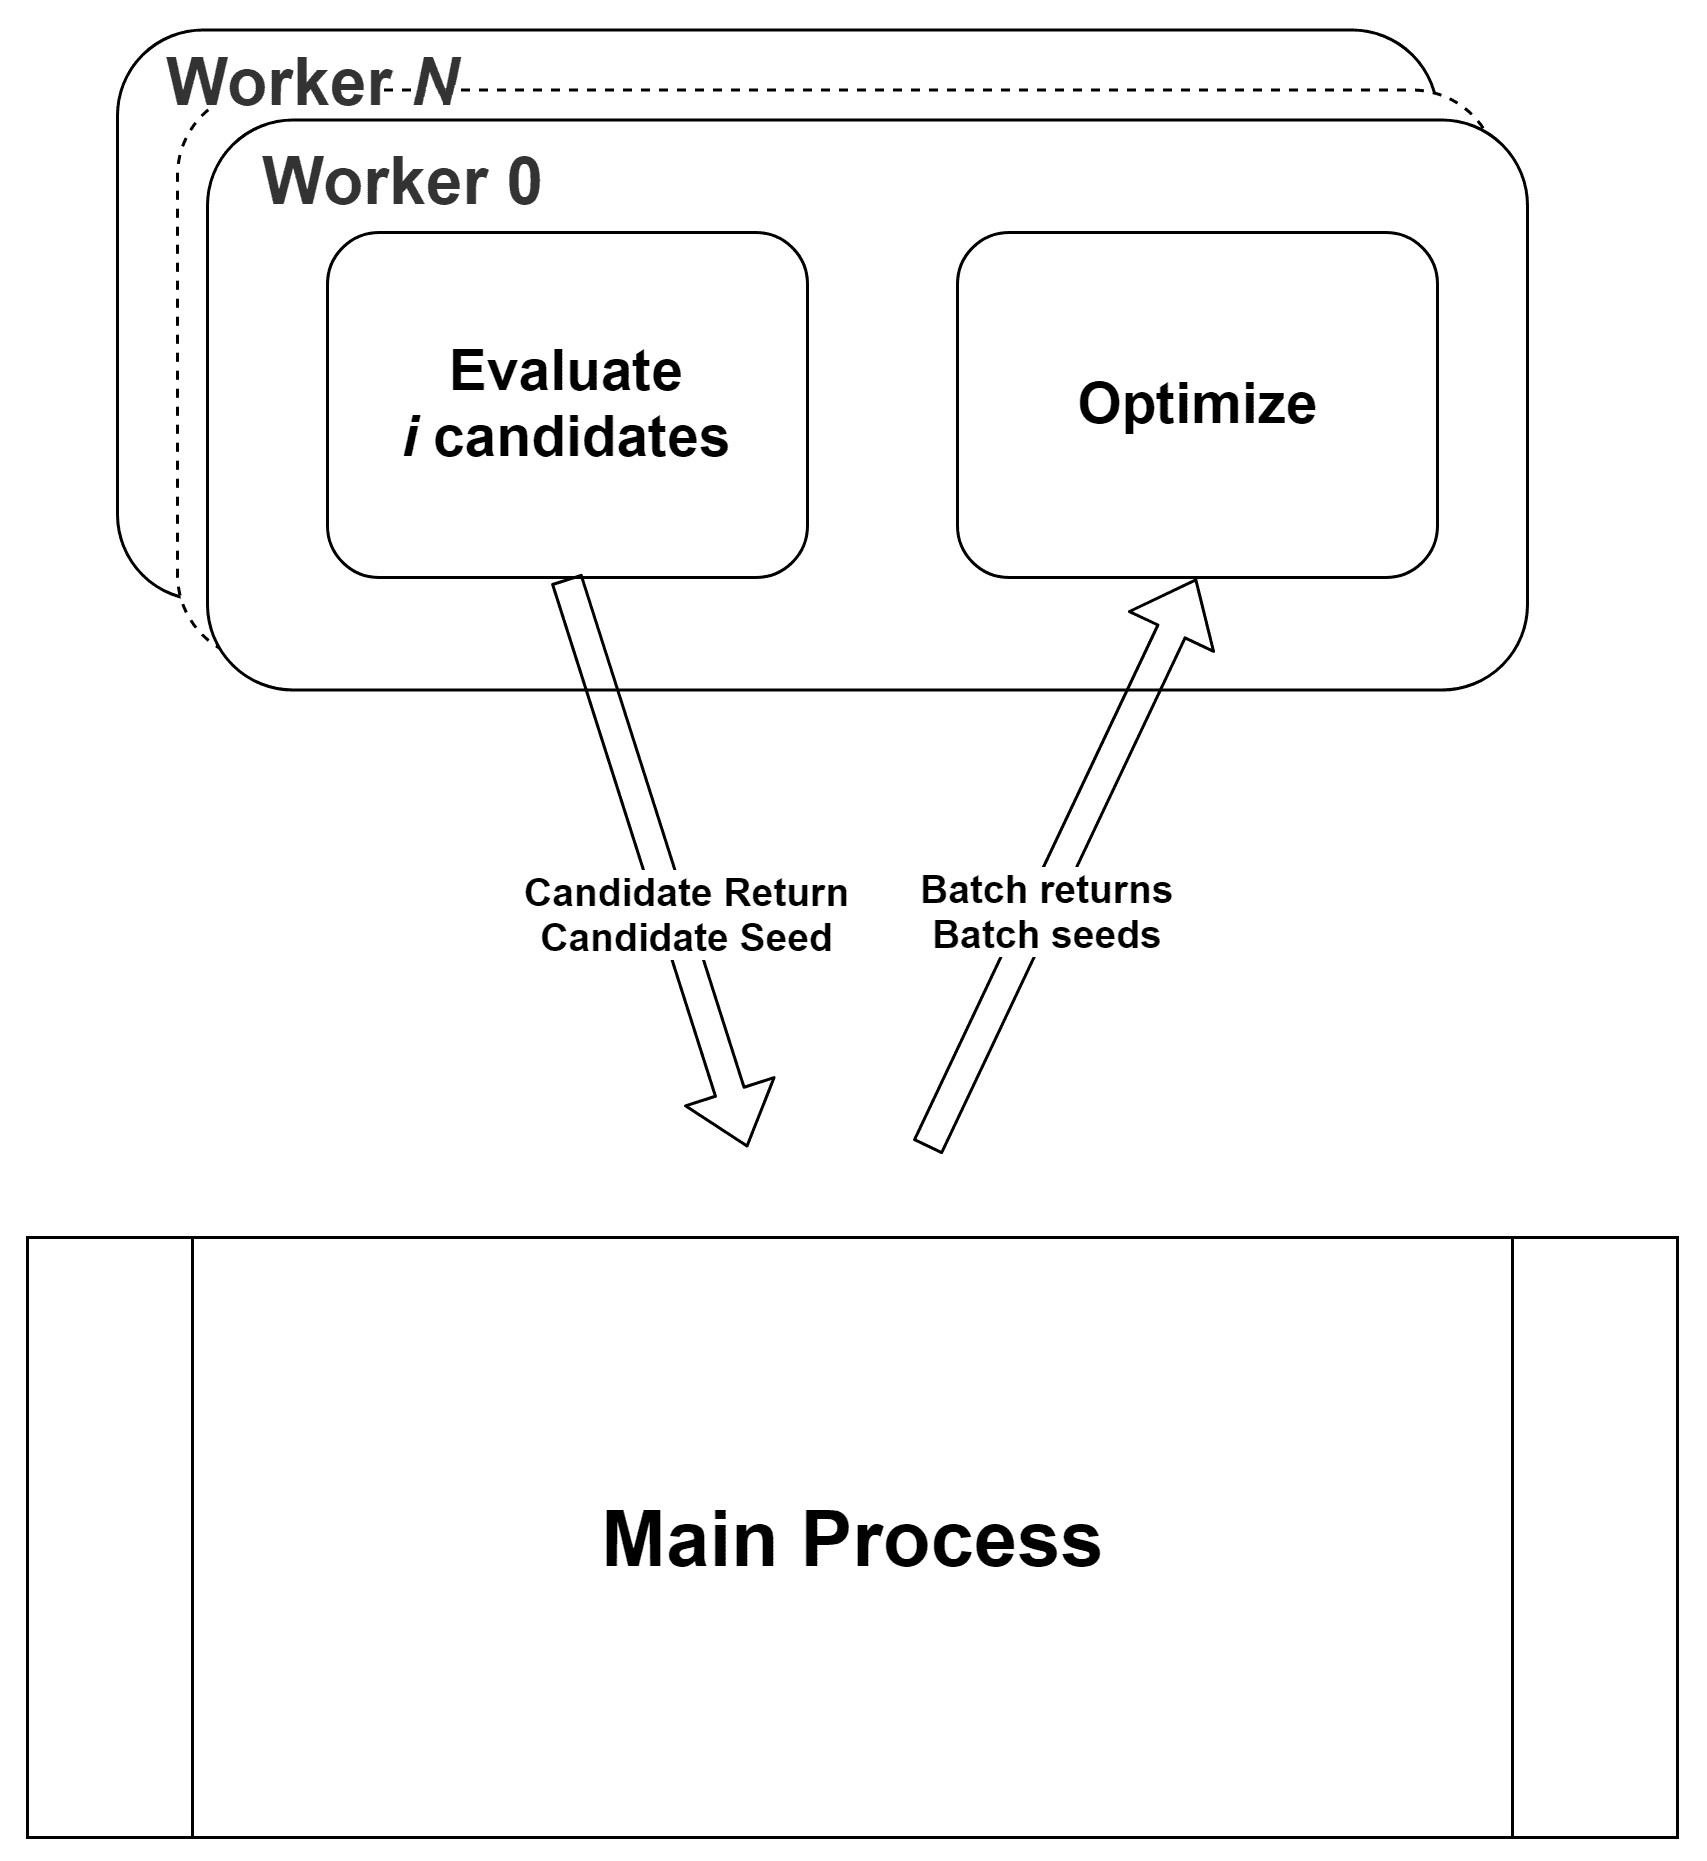 Worker N
Worker 0
Evaluate
i candidates
Optimize
Candidate Return
Candidate Seed
Batch returns
Batch seeds
Main Process